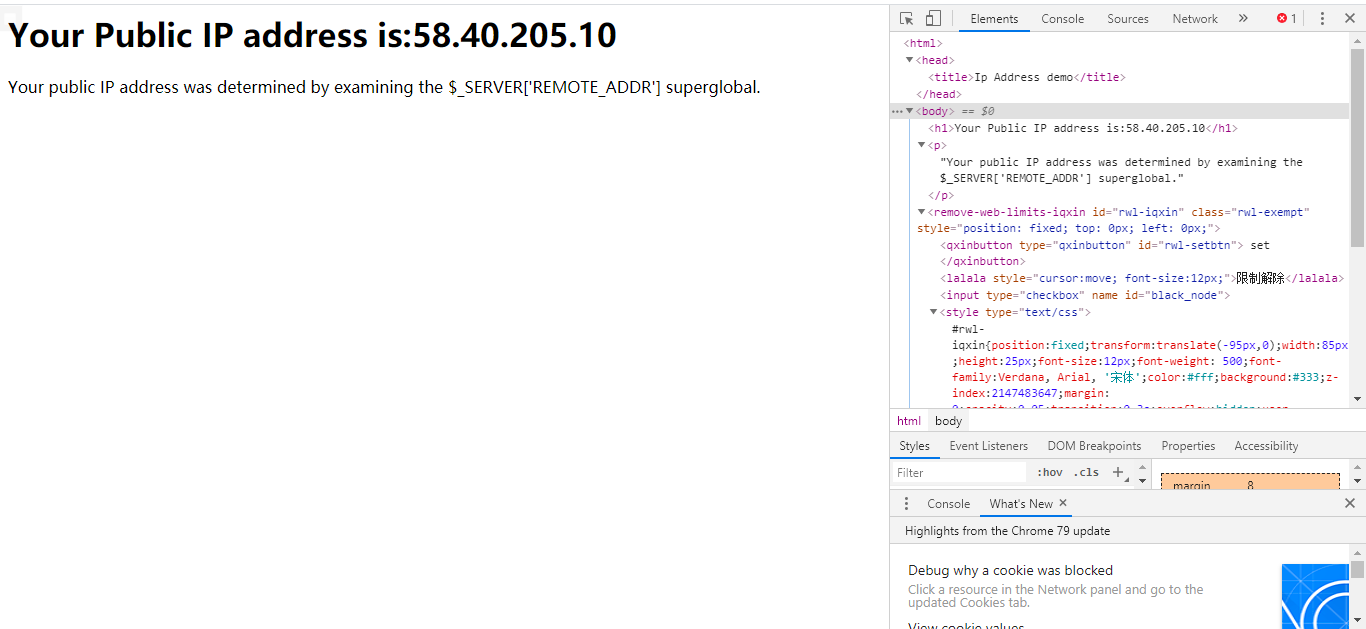 Your Public IP address is:58.40.205.10
Your public IP address was determined by examining the $_SERVER['REMOTE_ADDR'] superglobal.
Elements Console Sources Network » 1
<html>
<head>
<title>Ip Address demo</title>
</head>
<body> == $0
<h1>Your Public IP address is:58.40.205.10</h1>
<p>
"Your public IP address was determined by examining the
$_SERVER['REMOTE_ADDR'] superglobal."
</p>
<remove-web-limits-iqxin id="rwl-iqxin" class="rwl-exempt"
style="position: fixed; top: 0px; left: 0px;">
<qxinbutton type="qxinbutton" id="rwl-setbtn"> set
</qxinbutton>
<lalala style="cursor:move; font-size:12px;">限制解除</lalala>
<input type="checkbox" name id="black_node">
<style type="text/css">
#rwl-
iqxin{position:fixed;transform:translate(-95px,0);width:85px
;height:25px;font-size:12px;font-weight: 500;font-
family:Verdana, Arial, '宋体';color:#fff;background:#333;z-
index:2147483647;margin:
html body
Styles Event Listeners DOM Breakpoints Properties Accessibility
Filter :hov .cls +
margin 8
Console What's New ×
Highlights from the Chrome 79 update
Debug why a cookie was blocked
Click a resource in the Network panel and go to the
updated Cookies tab.
View cookie values